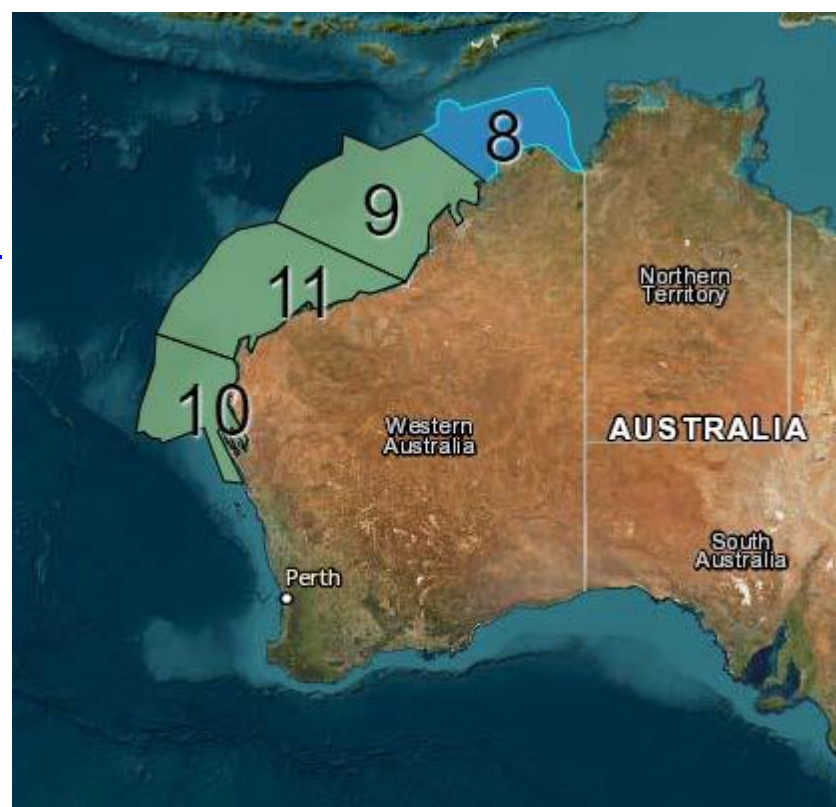 8
9
11
10
Northern
Territory
Western
Australia
AUSTRALIA
South
Australia
Perth